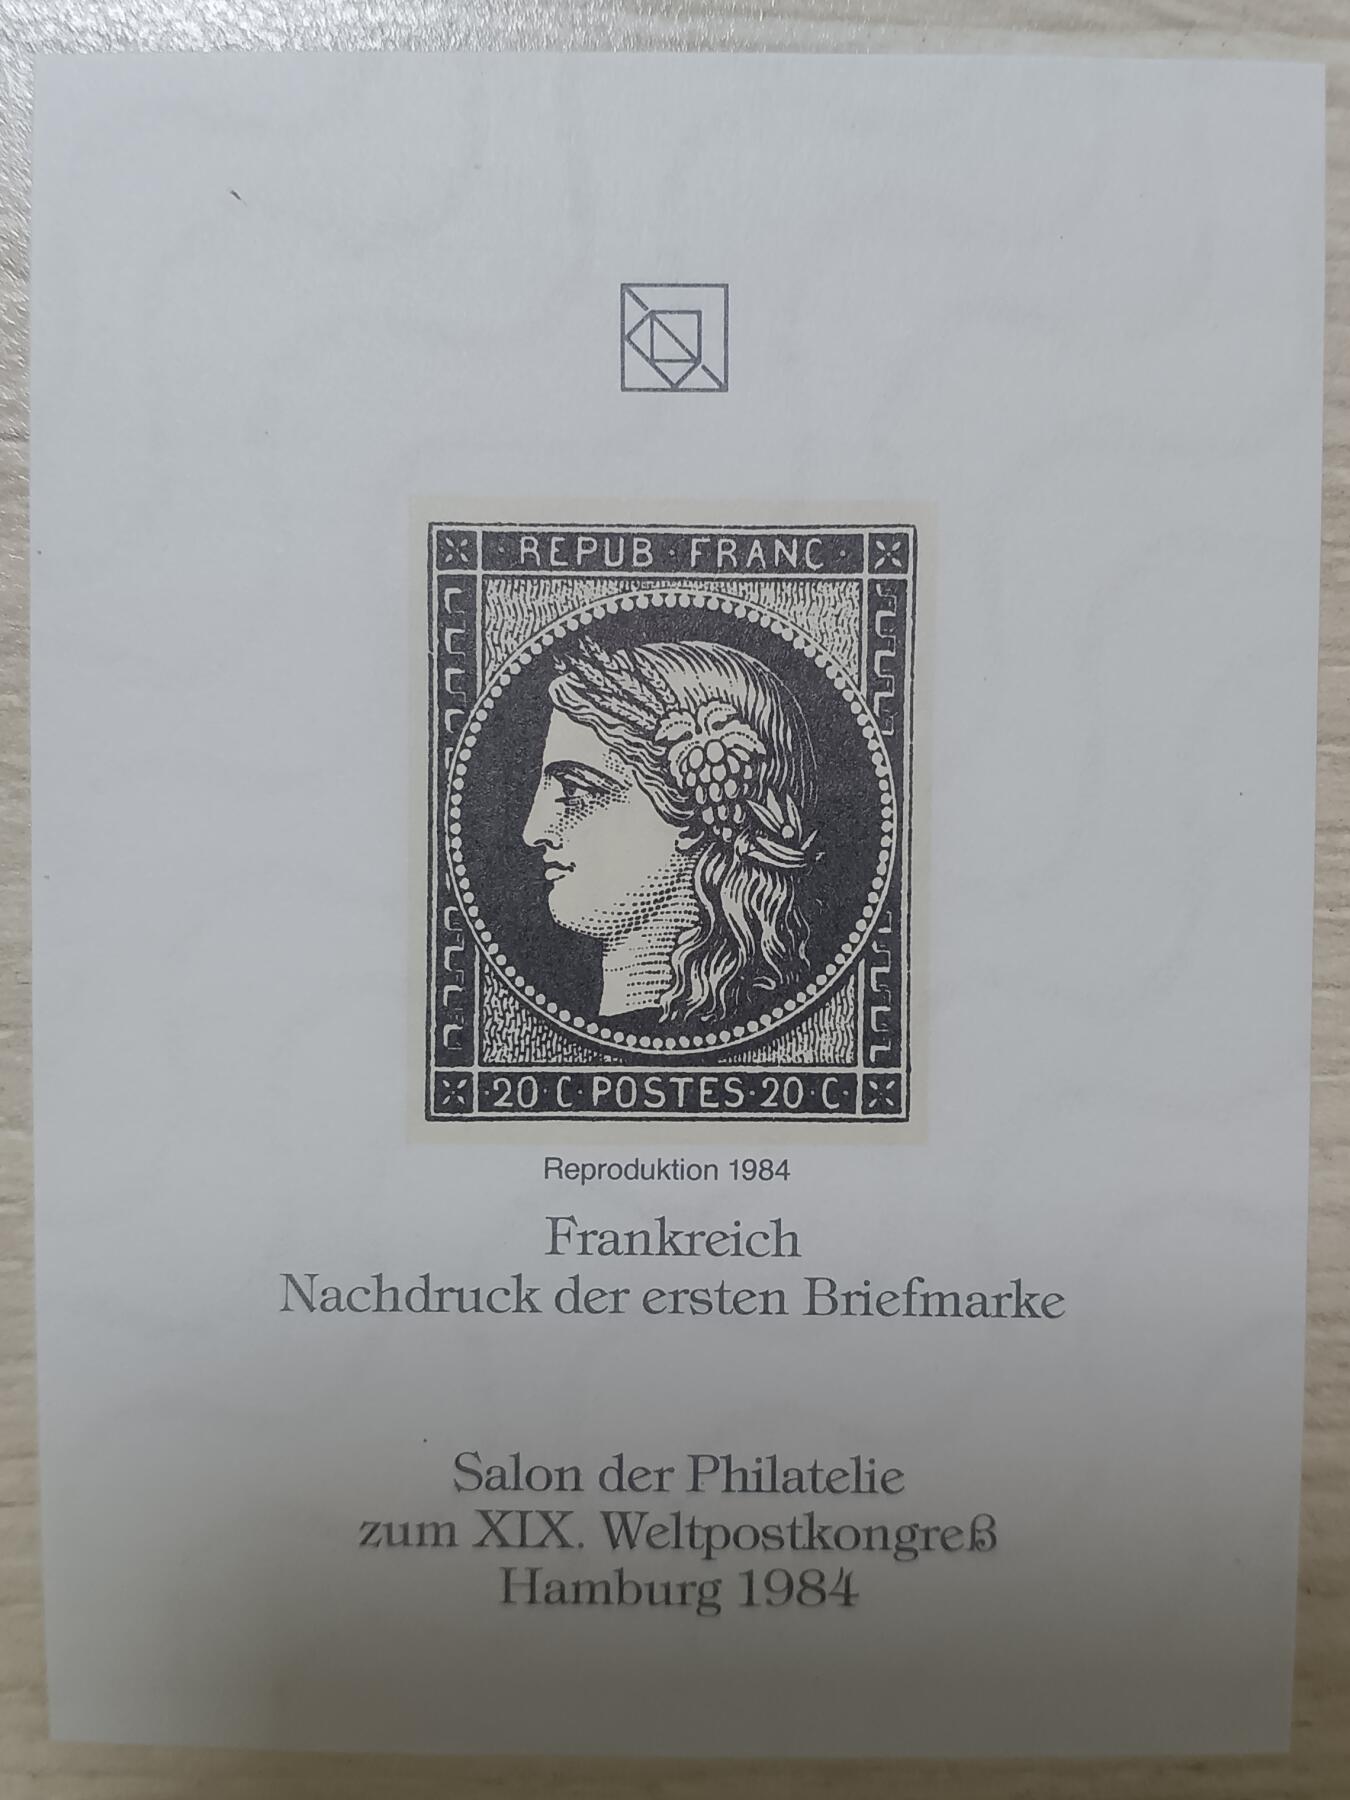 · REPUB · FRANC ·
· 20 · C · POSTES · 20 · C ·
Reproduktion 1984
Frankreich
Nachdruck der ersten Briefmarke
Salon der Philatelie
zum XIX. Weltpostkongreß
Hamburg 1984